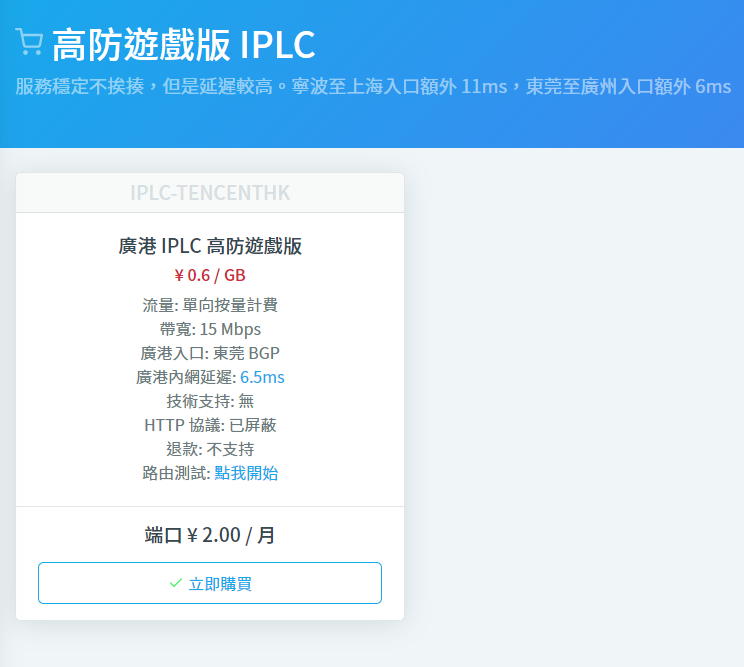 高防遊戲版 IPLC
服務穩定不挨揍，但是延遲較高。寧波至上海入口額外 11ms，東莞至廣州入口額外 6ms
IPLC-TENCENTHK
廣港 IPLC 高防遊戲版
¥ 0.6 / GB
流量: 單向按量計費
帶寬: 15 Mbps
廣港入口: 東莞 BGP
廣港內網延遲: 6.5ms
技術支持: 無
HTTP 協議: 已屏蔽
退款: 不支持
路由測試: 點我開始
端口 ¥ 2.00 / 月
立即購買